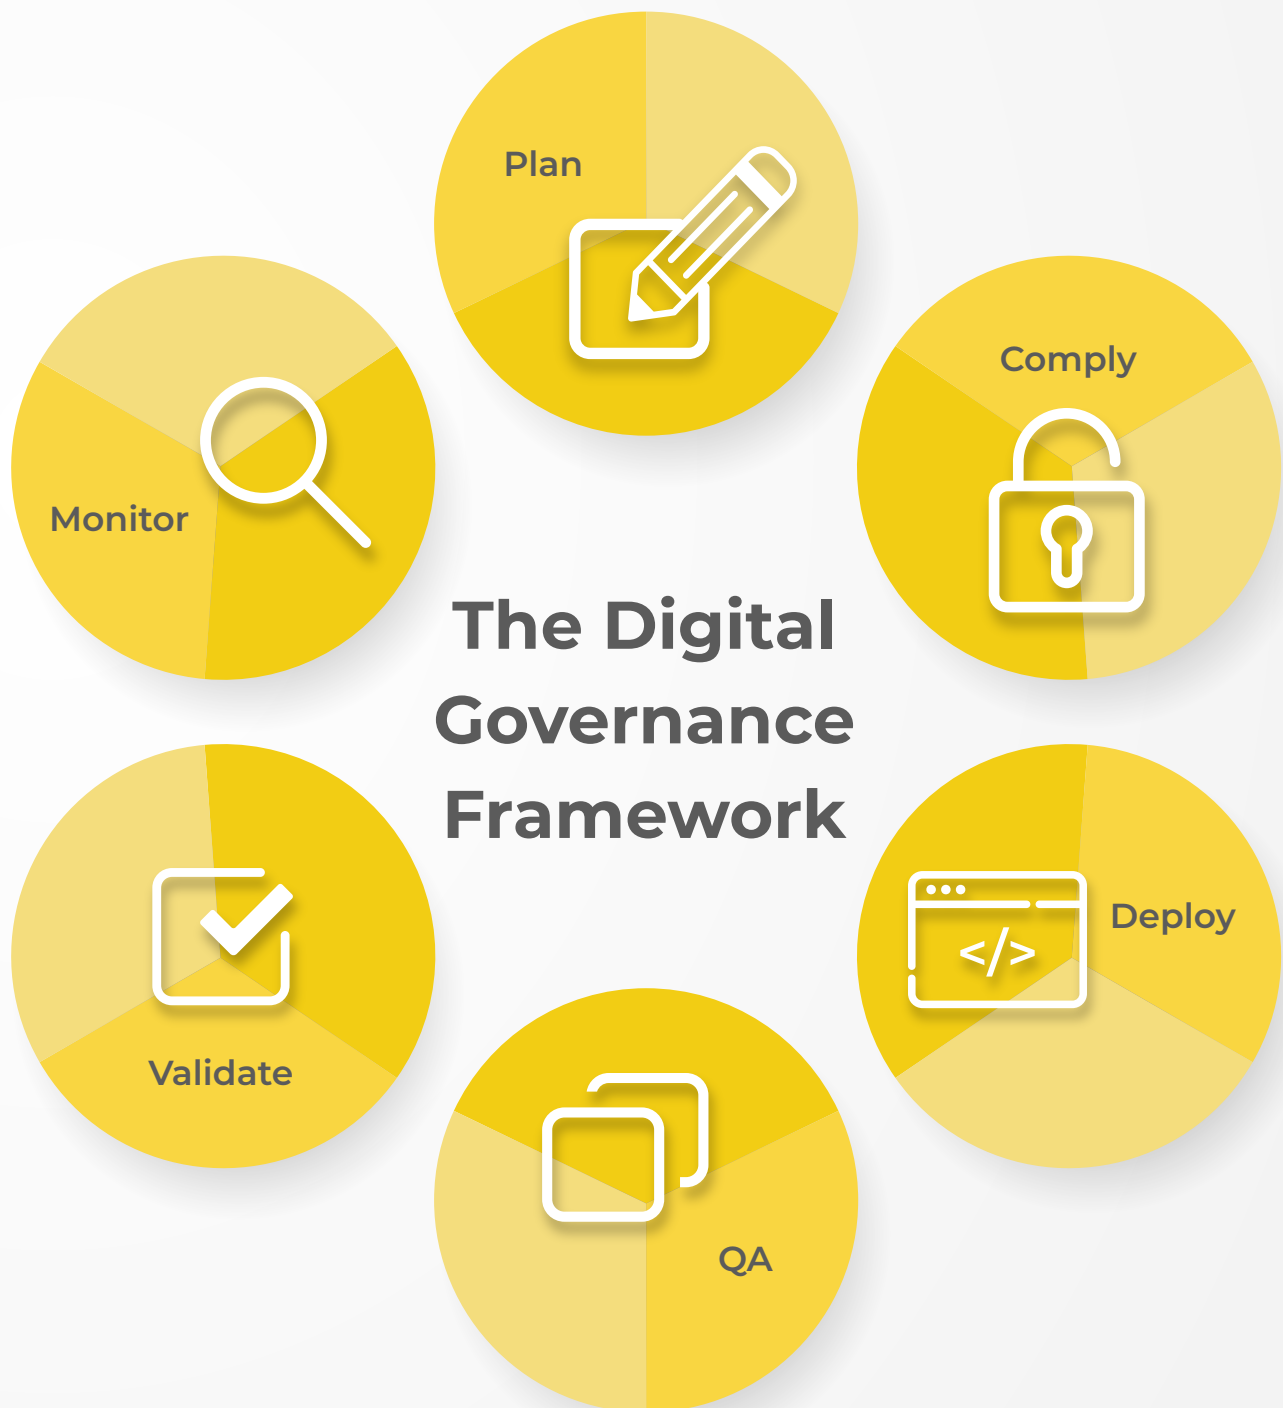 Plan
Comply
Monitor
The Digital
Governance
Framework
Deploy
</>
Validate
QA